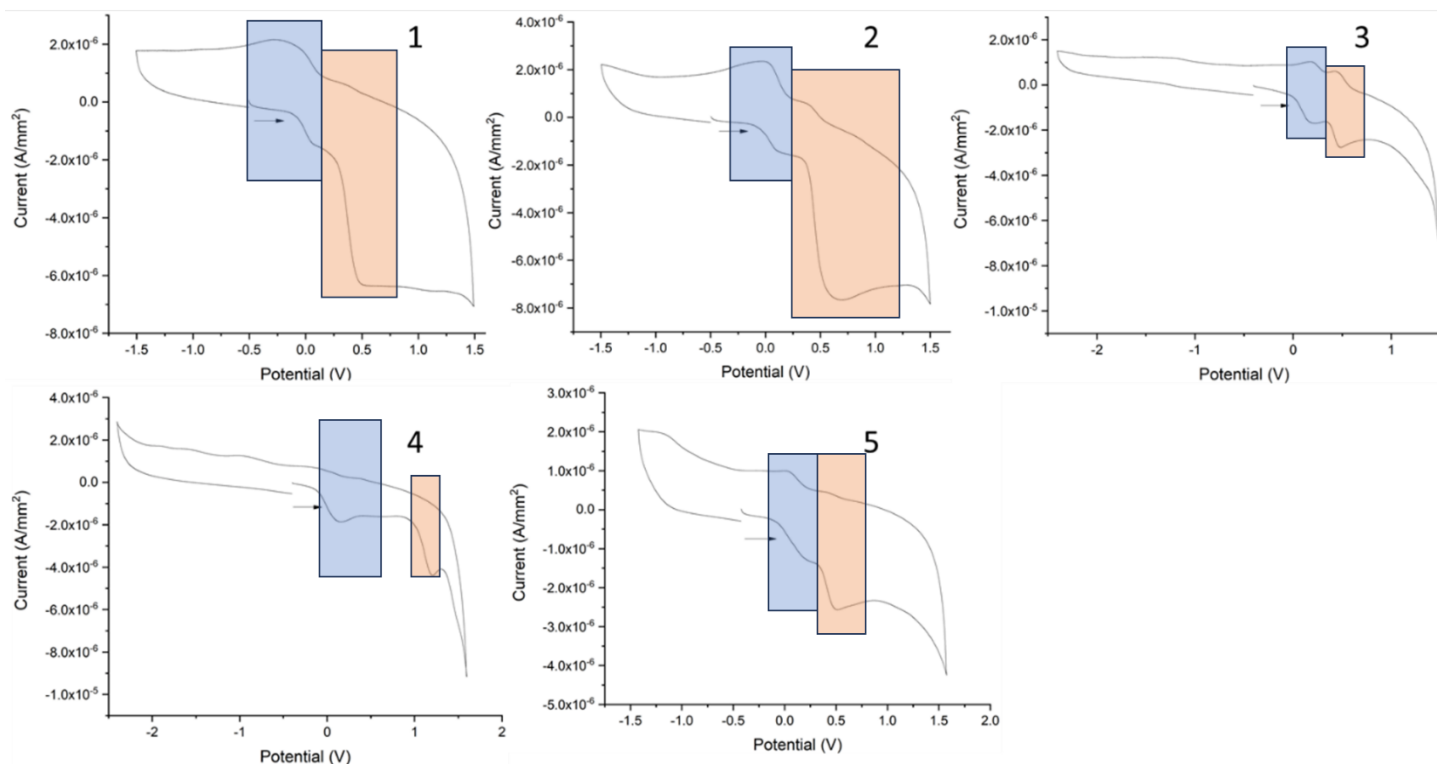 1
2.0x10⁻⁶
0.0
-2.0x10⁻⁶
-4.0x10⁻⁶
-6.0x10⁻⁶
-8.0x10⁻⁶
Current (A/mm²)
-1.5
-1.0
-0.5
0.0
0.5
1.0
1.5
Potential (V)
2
4.0x10⁻⁶
2.0x10⁻⁶
0.0
-2.0x10⁻⁶
-4.0x10⁻⁶
-6.0x10⁻⁶
-8.0x10⁻⁶
Current (A/mm²)
-1.5
-1.0
-0.5
0.0
0.5
1.0
1.5
Potential (V)
3
2.0x10⁻⁶
0.0
-2.0x10⁻⁶
-4.0x10⁻⁶
-6.0x10⁻⁶
-8.0x10⁻⁶
-1.0x10⁻⁵
Current (A/mm²)
-2
-1
0
1
Potential (V)
4
4.0x10⁻⁶
2.0x10⁻⁶
0.0
-2.0x10⁻⁶
-4.0x10⁻⁶
-6.0x10⁻⁶
-8.0x10⁻⁶
-1.0x10⁻⁵
Current (A/mm²)
-2
-1
0
1
2
Potential (V)
5
3.0x10⁻⁶
2.0x10⁻⁶
1.0x10⁻⁶
0.0
-1.0x10⁻⁶
-2.0x10⁻⁶
-3.0x10⁻⁶
-4.0x10⁻⁶
-5.0x10⁻⁶
Current (A/mm²)
-1.5
-1.0
-0.5
0.0
0.5
1.0
1.5
2.0
Potential (V)